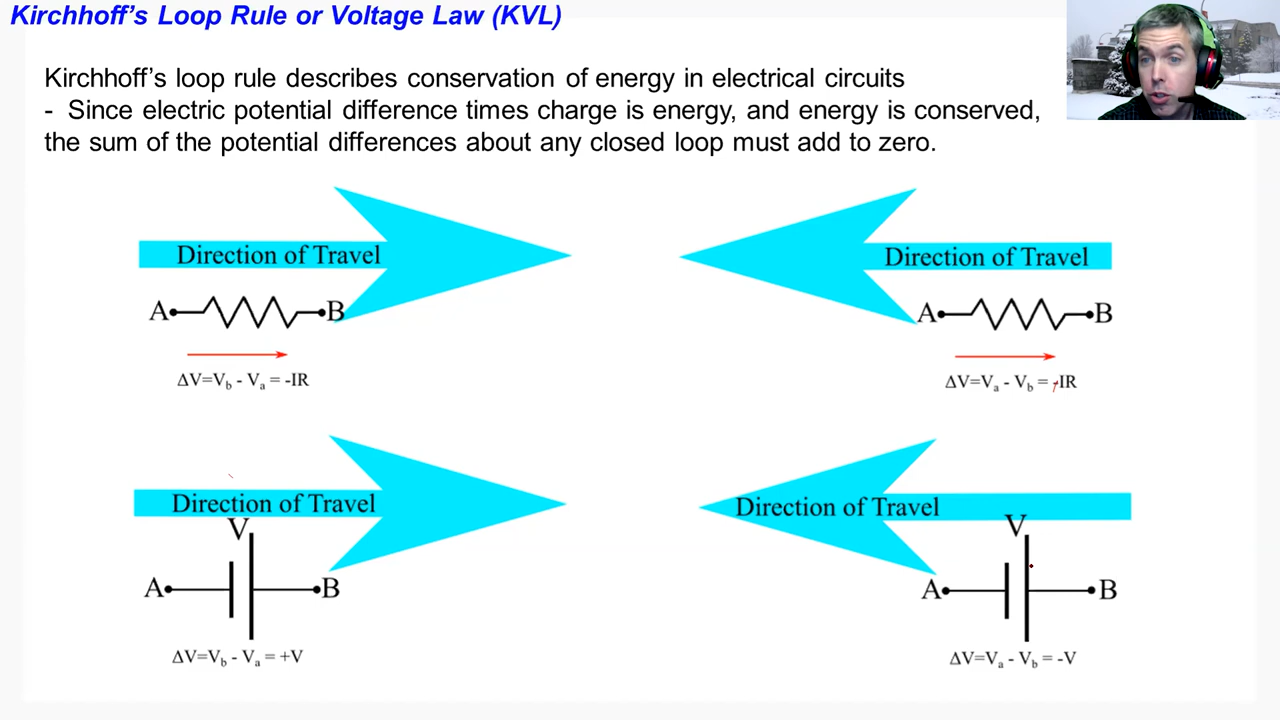 Kirchhoff's Loop Rule or Voltage Law (KVL)
Kirchhoff's loop rule describes conservation of energy in electrical circuits
- Since electric potential difference times charge is energy, and energy is conserved,
the sum of the potential differences about any closed loop must add to zero.
Direction of Travel
A B
ΔV=V_b - V_a = -IR
Direction of Travel
A B
ΔV=V_a - V_b = +IR
Direction of Travel
V
A B
ΔV=V_b - V_a = +V
Direction of Travel
V
A B
ΔV=V_a - V_b = -V